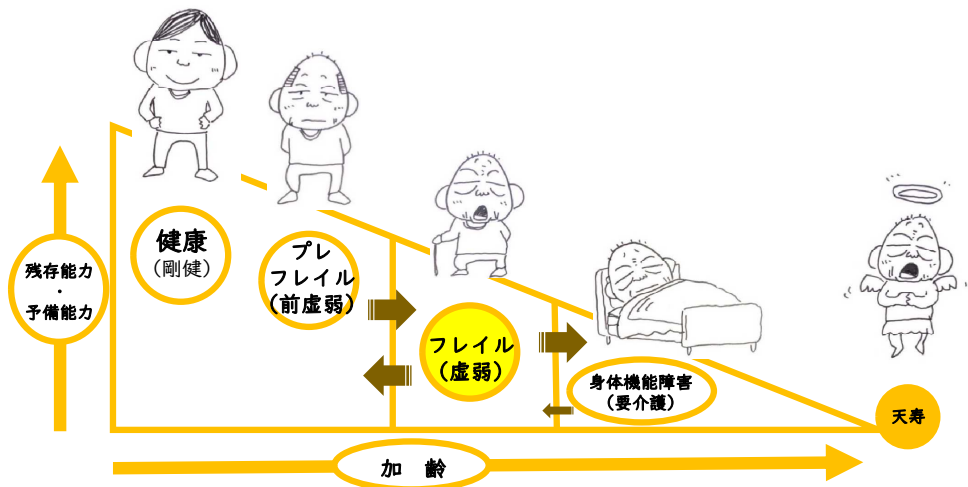 残存能力
・
予備能力
健康
（剛健）
プレ
フレイル
（前虚弱）
フレイル
（虚弱）
身体機能障害
（要介護）
天寿
加　齢